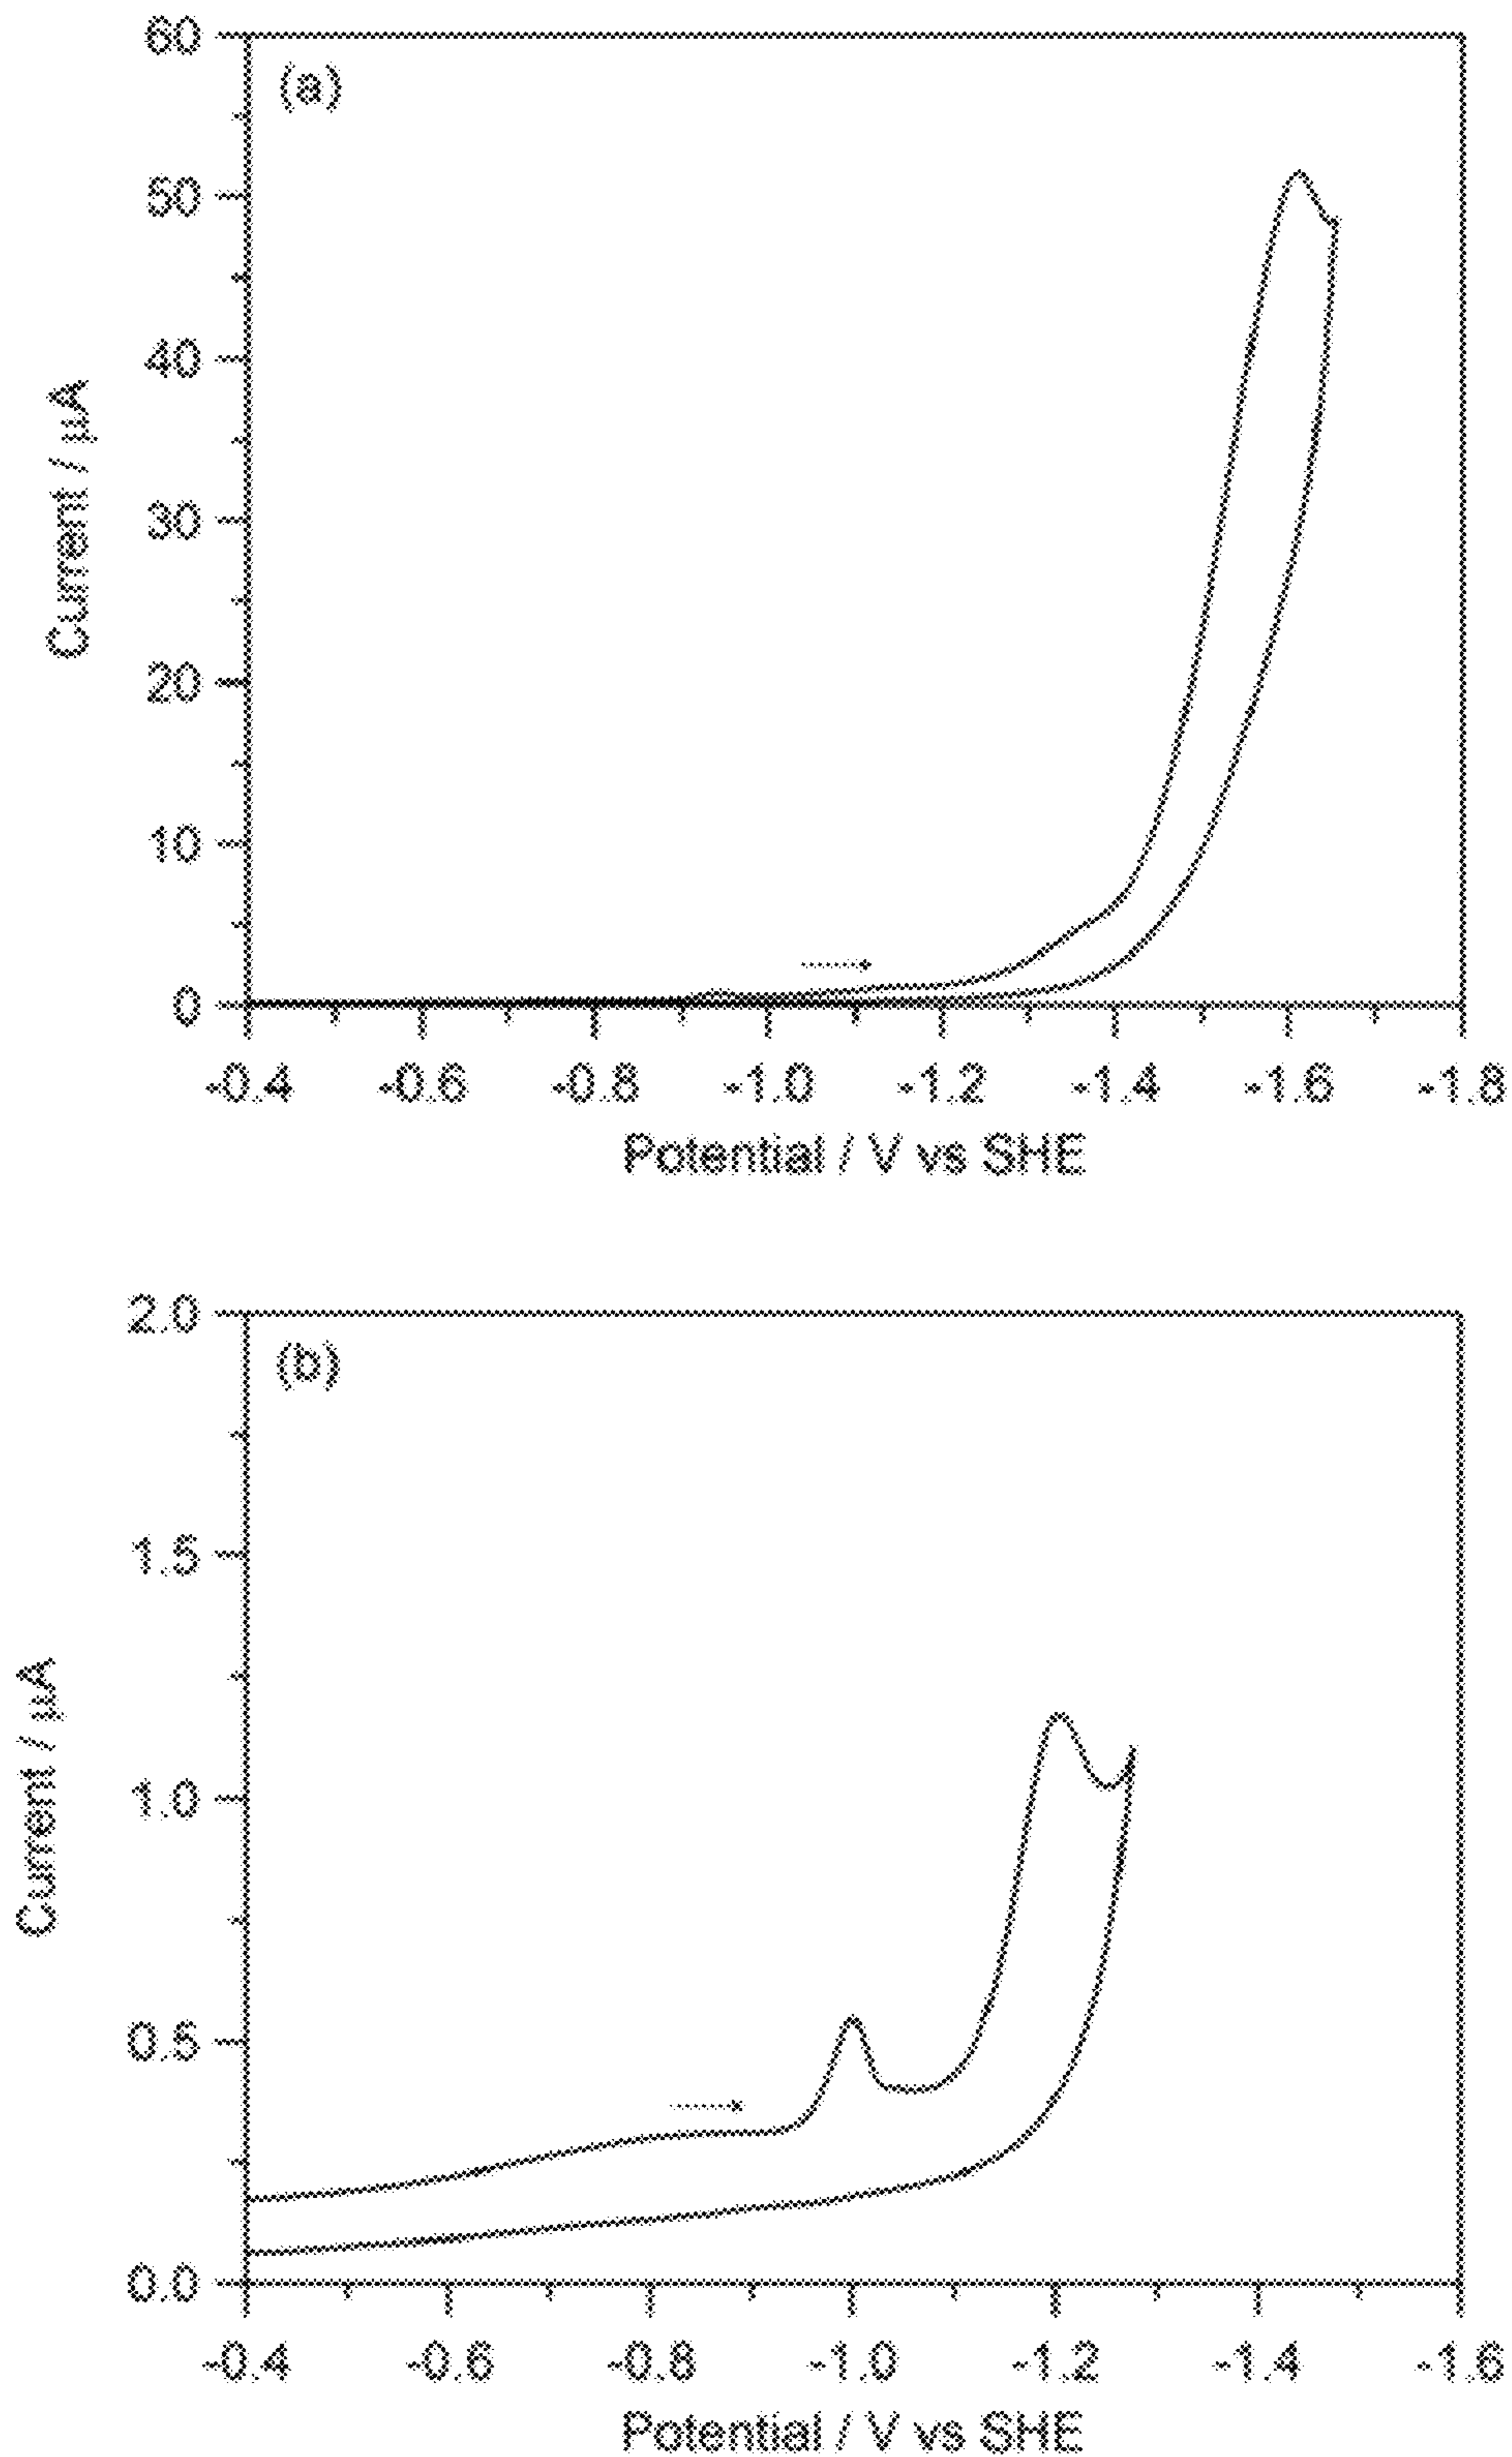 (a)
60
50
40
30
20
10
0
Current / µA
-0.4 -0.6 -0.8 -1.0 -1.2 -1.4 -1.6 -1.8
Potential / V vs SHE
(b)
2.0
1.5
1.0
0.5
0.0
Current / µA
-0.4 -0.6 -0.8 -1.0 -1.2 -1.4 -1.6
Potential / V vs SHE